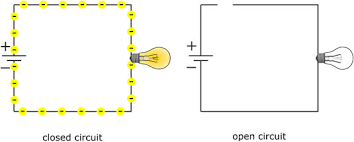 +
−
closed circuit
+
−
open circuit